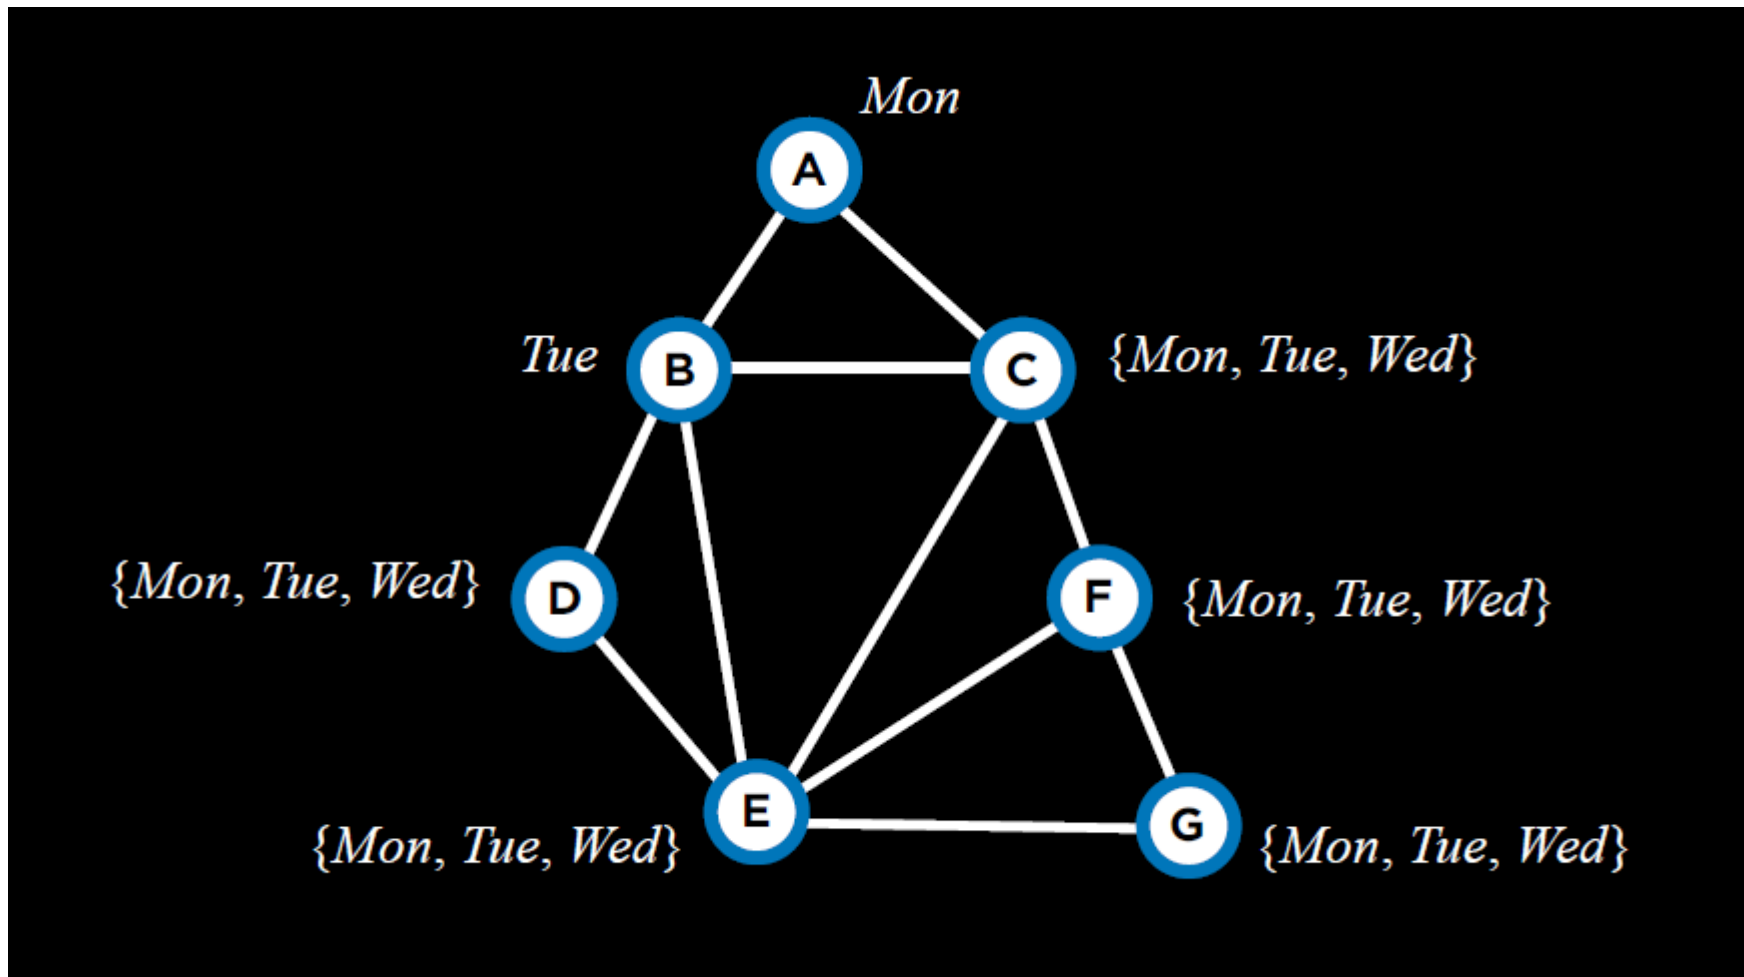 Mon
A
Tue B C {Mon, Tue, Wed}
{Mon, Tue, Wed} D F {Mon, Tue, Wed}
E G
{Mon, Tue, Wed} {Mon, Tue, Wed}